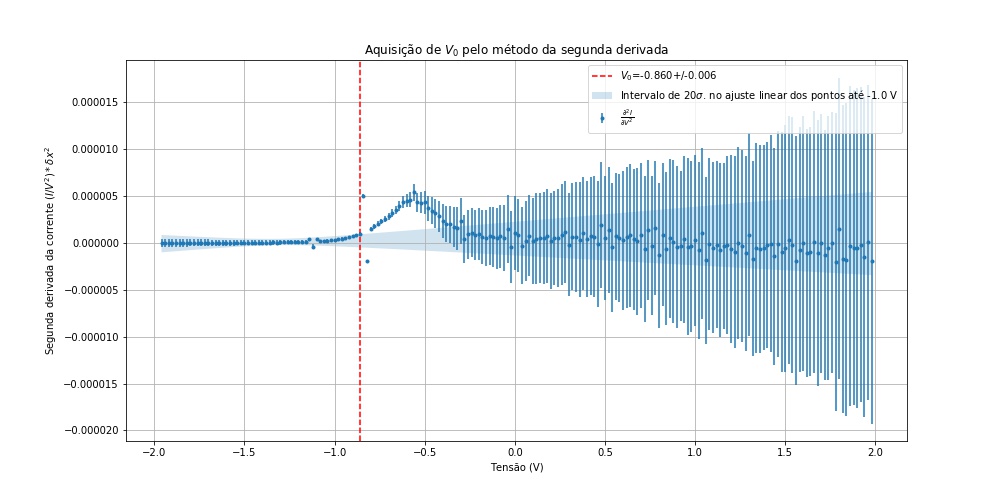 Aquisição de V₀ pelo método da segunda derivada
V₀=-0.860+/-0.006
Intervalo de 20σ. no ajuste linear dos pontos até -1.0 V
∂²I/∂V²
Segunda derivada da corrente (I/V²) * δx²
0.000015
0.000010
0.000005
0.000000
−0.000005
−0.000010
−0.000015
−0.000020
−2.0 −1.5 −1.0 −0.5 0.0 0.5 1.0 1.5 2.0
Tensão (V)